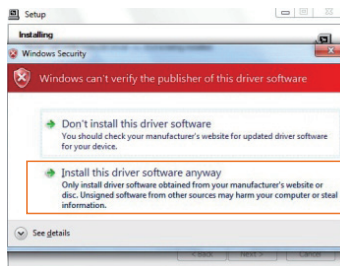 Setup
Installing
Windows Security
Windows can't verify the publisher of this driver software
Don't install this driver software
You should check your manufacturer's website for updated driver software
for your device.
Install this driver software anyway
Only install driver software obtained from your manufacturer's website or
disc. Unsigned software from other sources may harm your computer or steal
information.
See details
< Back Next > Cancel